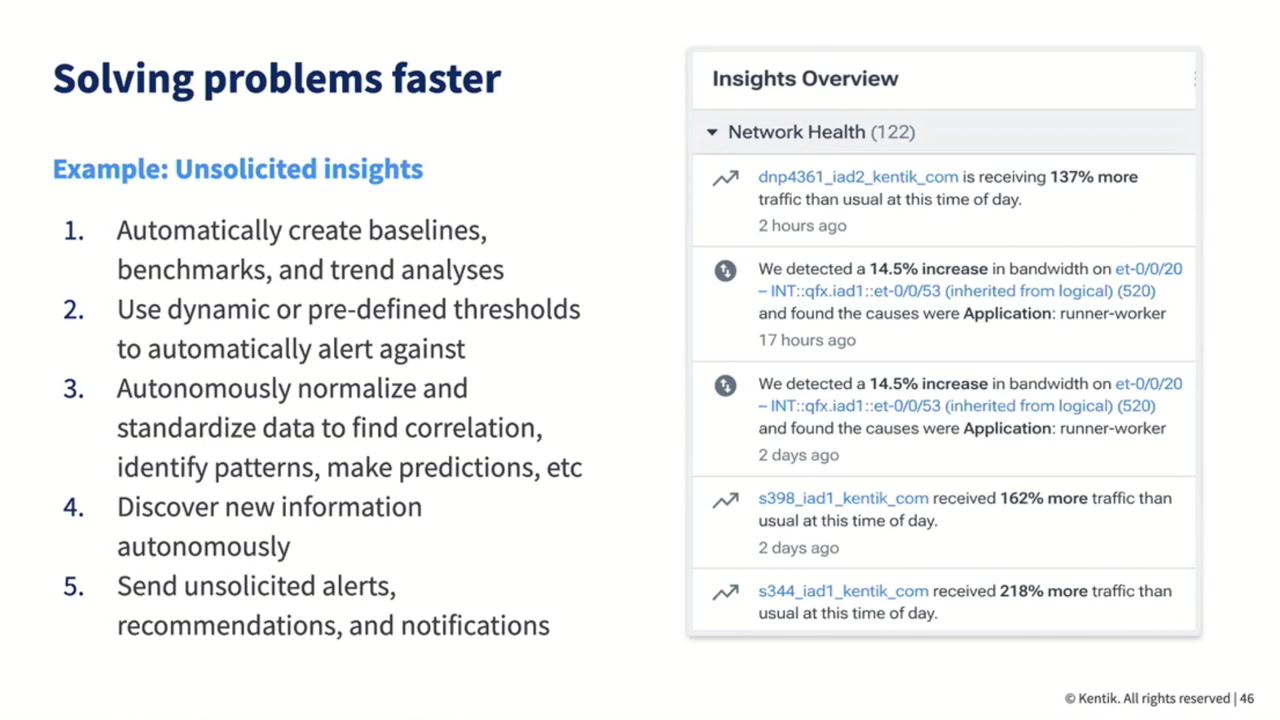 Solving problems faster
Example: Unsolicited insights
1. Automatically create baselines,
benchmarks, and trend analyses
2. Use dynamic or pre-defined thresholds
to automatically alert against
3. Autonomously normalize and
standardize data to find correlation,
identify patterns, make predictions, etc
4. Discover new information
autonomously
5. Send unsolicited alerts,
recommendations, and notifications
Insights Overview
Network Health (122)
dnp4361_iad2_kentik_com is receiving 137% more
traffic than usual at this time of day.
2 hours ago
We detected a 14.5% increase in bandwidth on et-0/0/20
– INT::qfx.iad1::et-0/0/53 (inherited from logical) (520)
and found the causes were Application: runner-worker
17 hours ago
We detected a 14.5% increase in bandwidth on et-0/0/20
– INT::qfx.iad1::et-0/0/53 (inherited from logical) (520)
and found the causes were Application: runner-worker
2 days ago
s398_iad1_kentik_com received 162% more traffic than
usual at this time of day.
2 days ago
s344_iad1_kentik_com received 218% more traffic than
usual at this time of day.
© Kentik. All rights reserved | 46